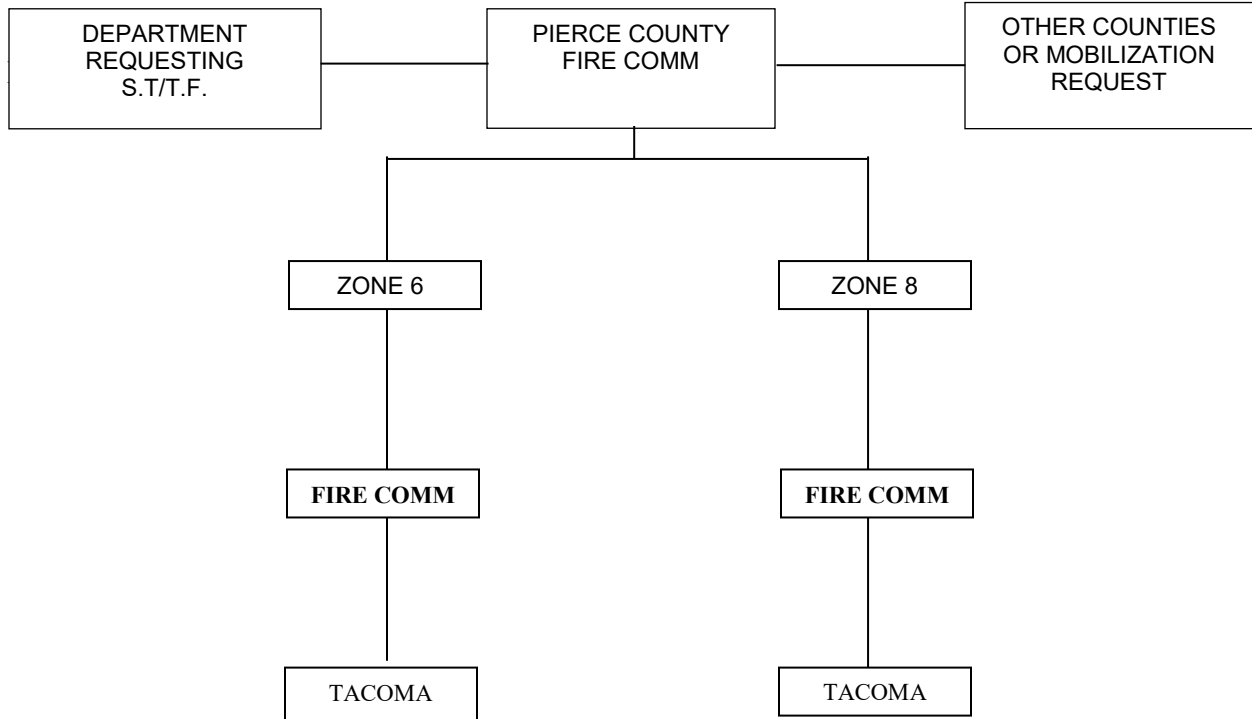 DEPARTMENT
REQUESTING
S.T/T.F.
PIERCE COUNTY
FIRE COMM
OTHER COUNTIES
OR MOBILIZATION
REQUEST
ZONE 6
ZONE 8
FIRE COMM
FIRE COMM
TACOMA
TACOMA